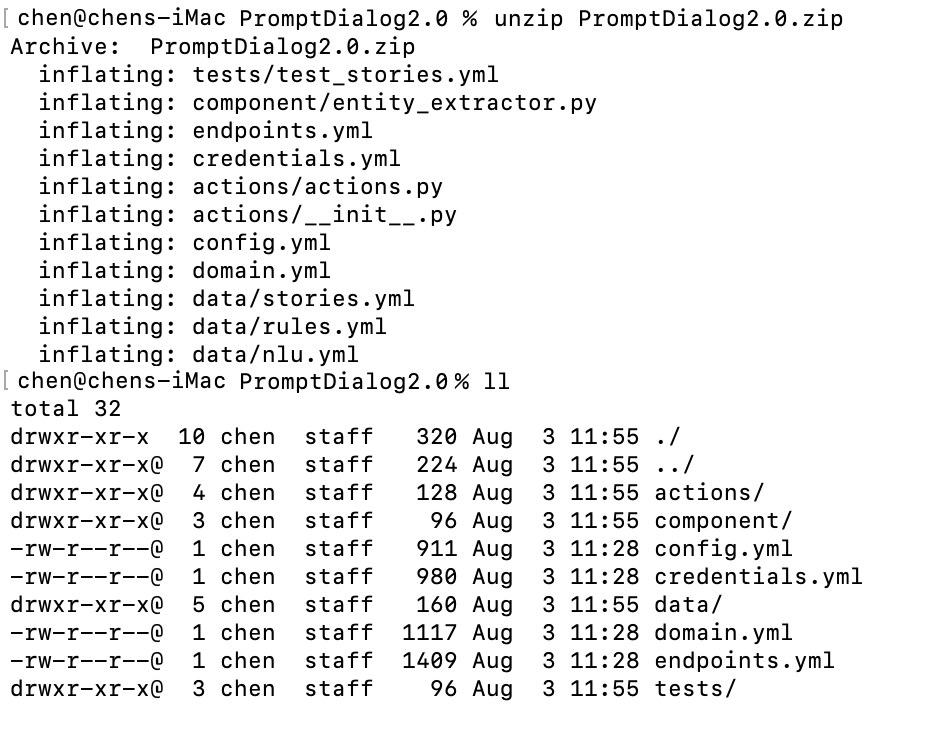 [ chen@chens-iMac PromptDialog2.0 % unzip PromptDialog2.0.zip
Archive:  PromptDialog2.0.zip
  inflating: tests/test_stories.yml
  inflating: component/entity_extractor.py
  inflating: endpoints.yml
  inflating: credentials.yml
  inflating: actions/actions.py
  inflating: actions/__init__.py
  inflating: config.yml
  inflating: domain.yml
  inflating: data/stories.yml
  inflating: data/rules.yml
  inflating: data/nlu.yml
[ chen@chens-iMac PromptDialog2.0 % ll
total 32
drwxr-xr-x  10 chen  staff   320 Aug  3 11:55 ./
drwxr-xr-x@  7 chen  staff   224 Aug  3 11:55 ../
drwxr-xr-x@  4 chen  staff   128 Aug  3 11:55 actions/
drwxr-xr-x@  3 chen  staff    96 Aug  3 11:55 component/
-rw-r--r--@  1 chen  staff   911 Aug  3 11:28 config.yml
-rw-r--r--@  1 chen  staff   980 Aug  3 11:28 credentials.yml
drwxr-xr-x@  5 chen  staff   160 Aug  3 11:55 data/
-rw-r--r--@  1 chen  staff  1117 Aug  3 11:28 domain.yml
-rw-r--r--@  1 chen  staff  1409 Aug  3 11:28 endpoints.yml
drwxr-xr-x@  3 chen  staff    96 Aug  3 11:55 tests/